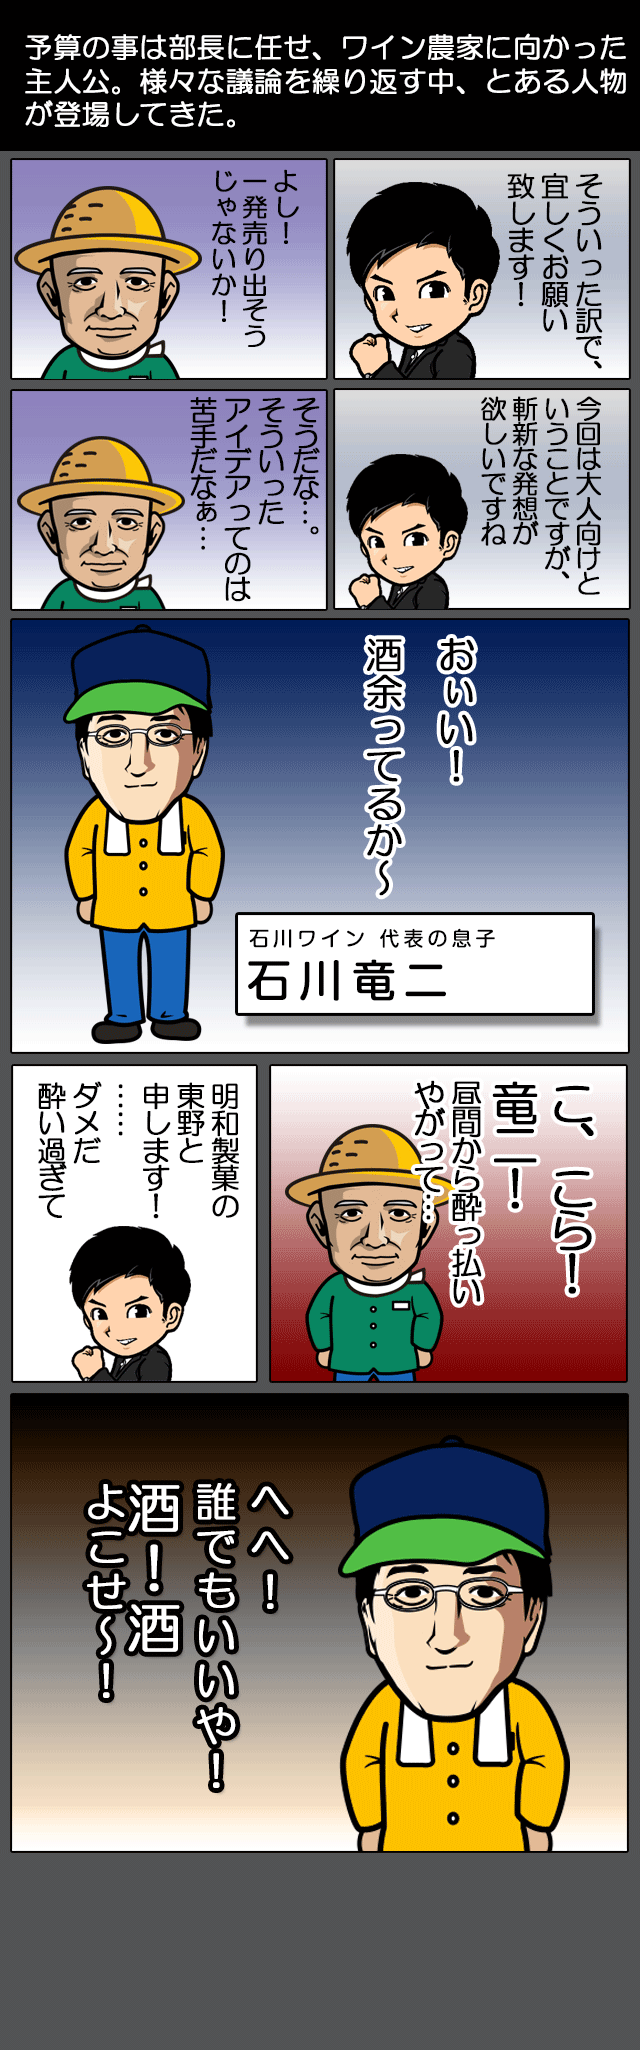 予算の事は部長に任せ、ワイン農家に向かった
主人公。様々な議論を繰り返す中、とある人物
が登場してきた。
そういった訳で、
宜しくお願い
致します！
よし！
一発売り出そう
じゃないか！
今回は大人向けと
いうことですが、
斬新な発想が
欲しいですね
そうだな…。
そういった
アイデアってのは
苦手だなぁ…
おぃい！
酒余ってるか～
石川ワイン 代表の息子
石川竜二
こ、こら！
竜二！
昼間から酔っ払い
やがって…
明和製菓の
東野と
申します！
……
ダメだ
酔い過ぎて
へへ！
誰でもいいや！
酒！酒
よこせ～！